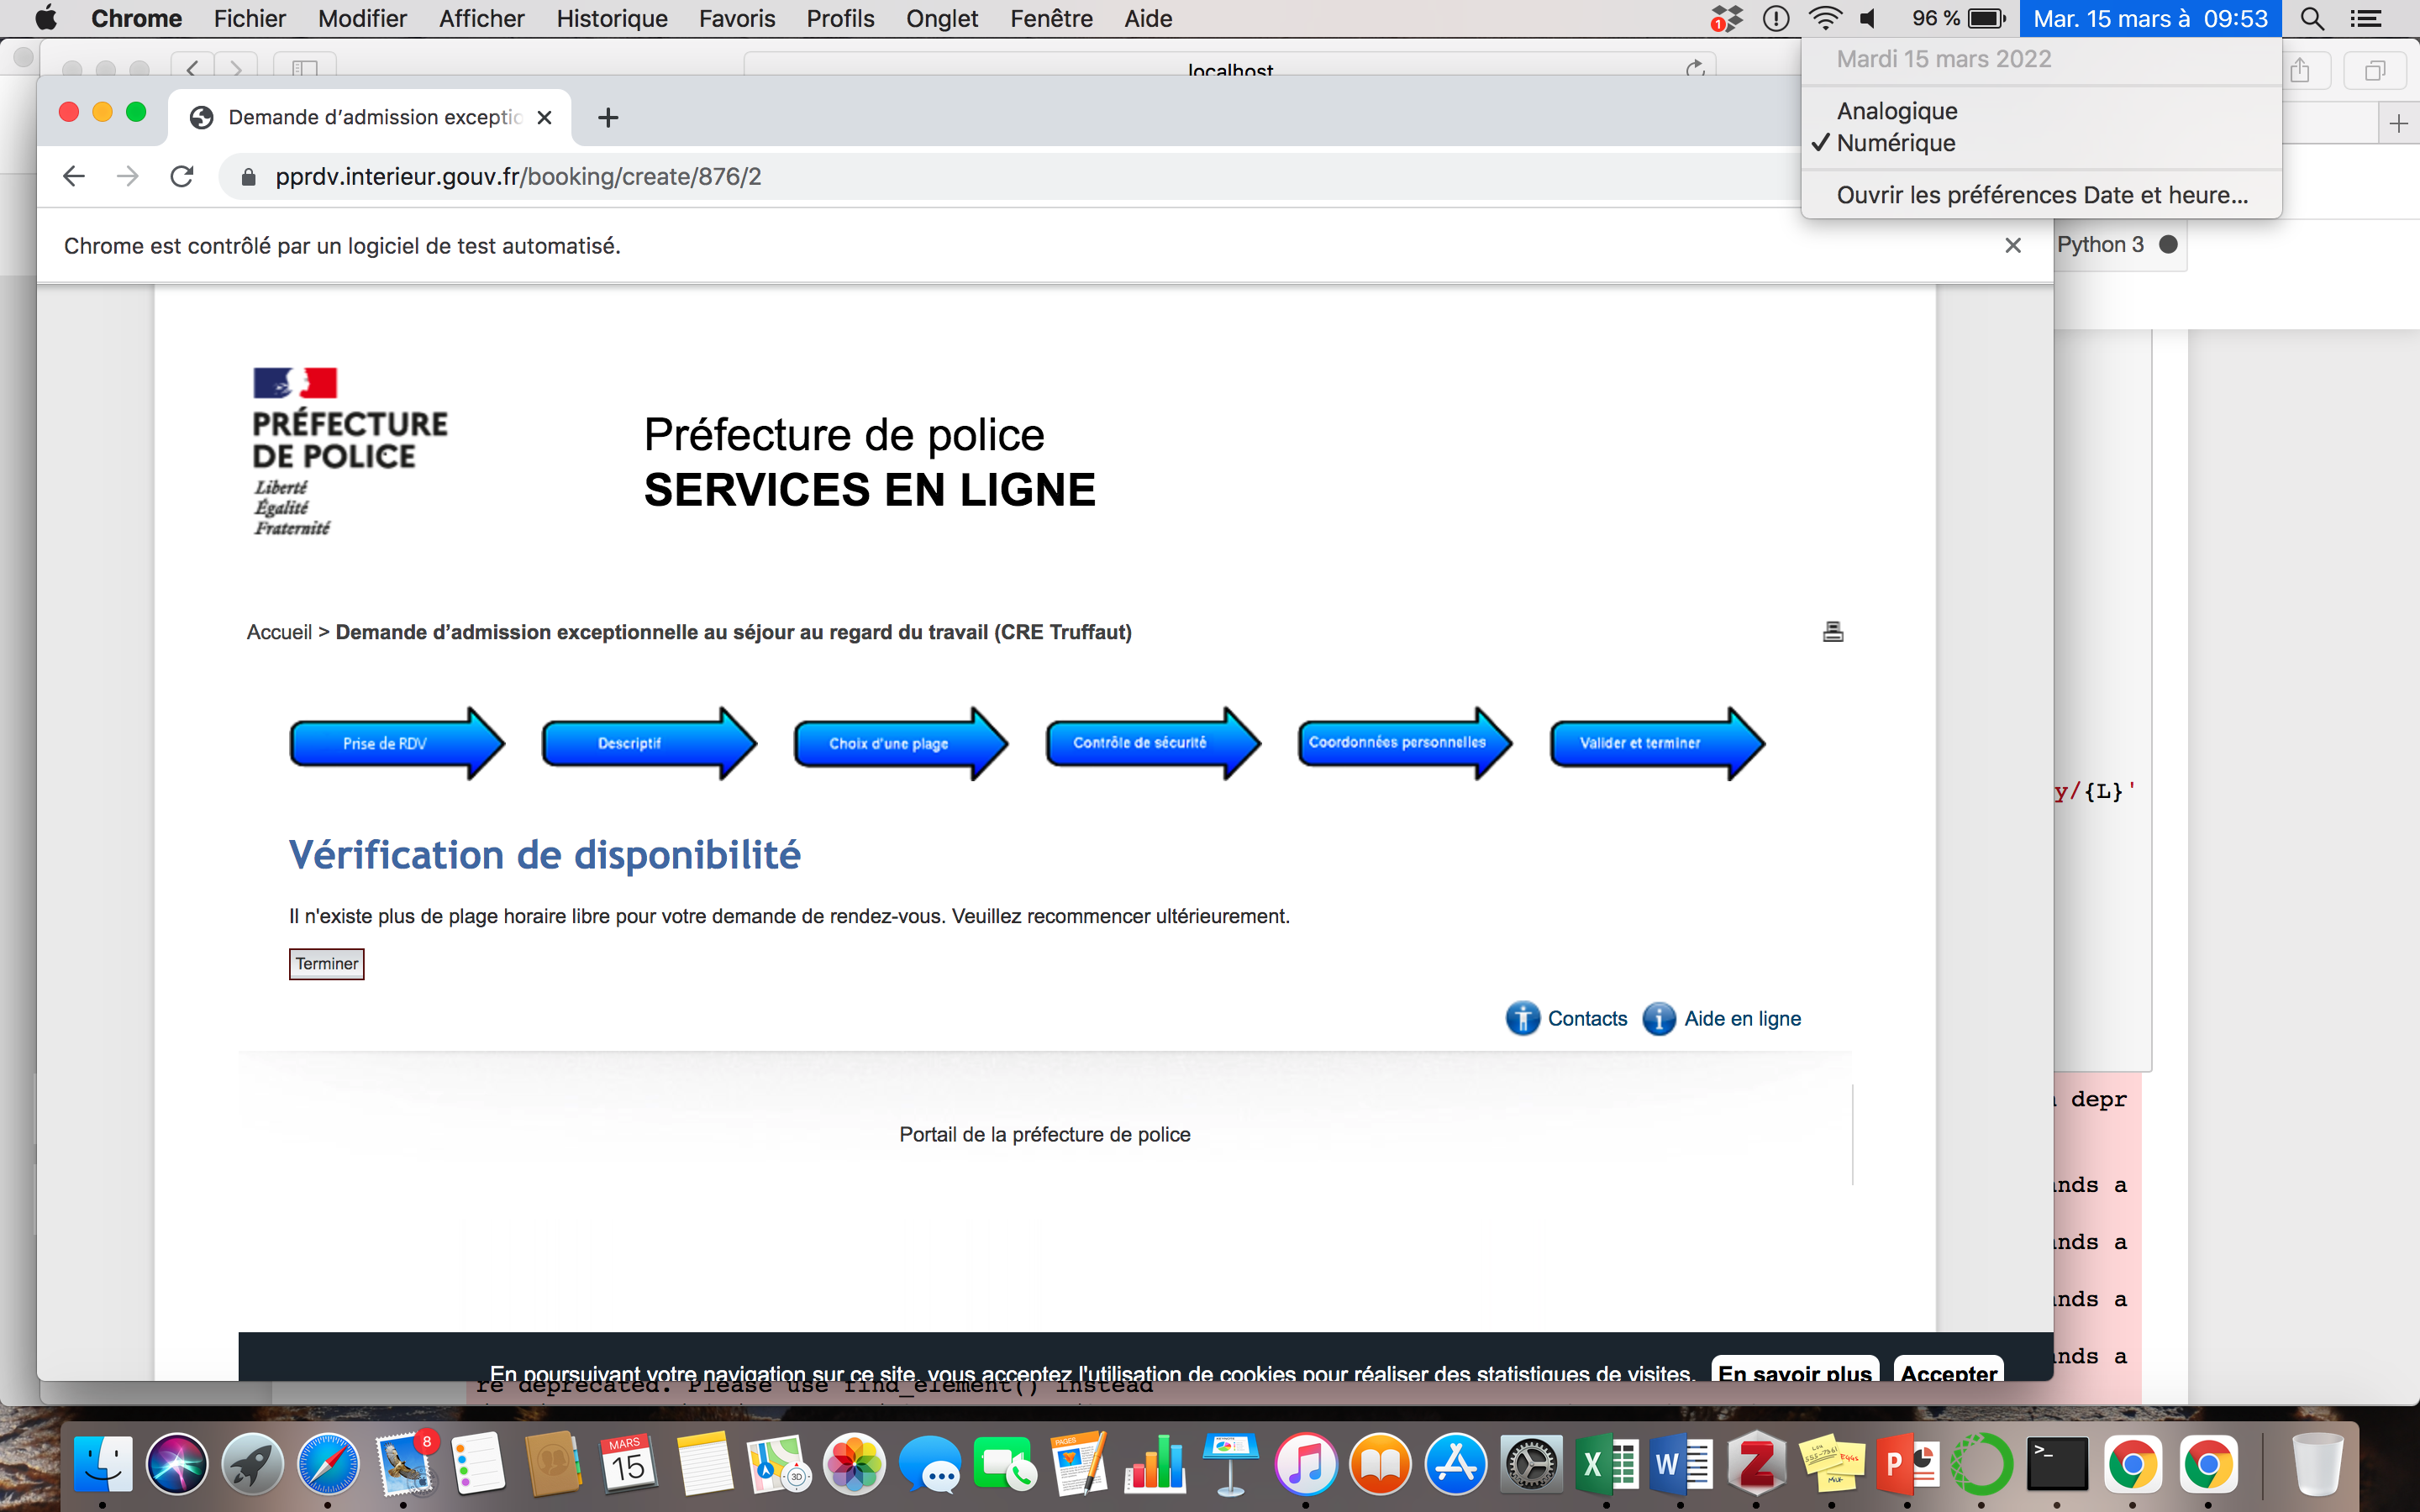 Chrome Fichier Modifier Afficher Historique Favoris Profils Onglet Fenêtre Aide 1 96 % Mar. 15 mars à 09:53
Mardi 15 mars 2022
Analogique
✓ Numérique
Ouvrir les préférences Date et heure...
localhost
Demande d’admission exceptio
pprdv.interieur.gouv.fr/booking/create/876/2
Chrome est contrôlé par un logiciel de test automatisé.
Python 3
PRÉFECTURE
DE POLICE
Liberté
Égalité
Fraternité
Préfecture de police
SERVICES EN LIGNE
Accueil > Demande d’admission exceptionnelle au séjour au regard du travail (CRE Truffaut)
Prise de RDV
Descriptif
Choix d'une plage
Contrôle de sécurité
Coordonnées personnelles
Valider et terminer
y/{L}'
Vérification de disponibilité
Il n'existe plus de plage horaire libre pour votre demande de rendez-vous. Veuillez recommencer ultérieurement.
Terminer
Contacts
Aide en ligne
depr
Portail de la préfecture de police
nds a
nds a
nds a
nds a
En poursuivant votre navigation sur ce site, vous acceptez l'utilisation de cookies pour réaliser des statistiques de visites. En savoir plus Accepter
re deprecated. Please use find_element() instead
8
MARS
15
PAGES
3D
X
W
Z
P
>_